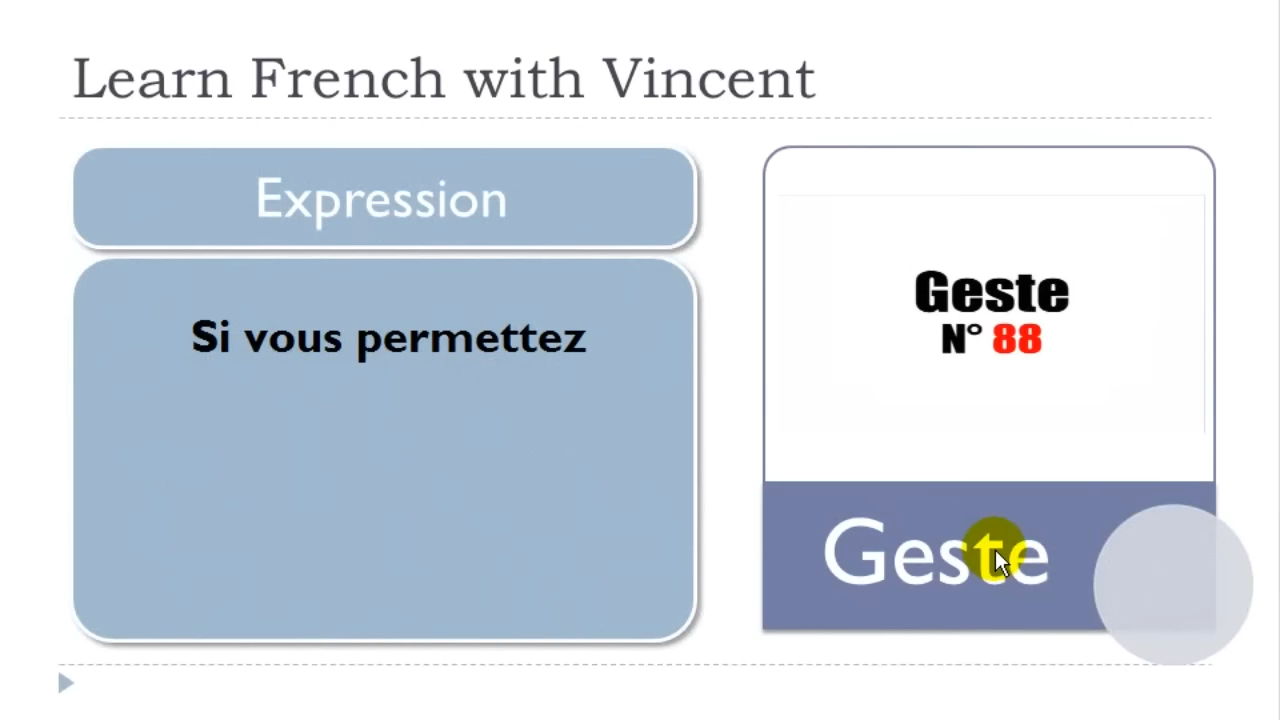 Learn French with Vincent
Expression
Si vous permettez
Geste
N° 88
Geste